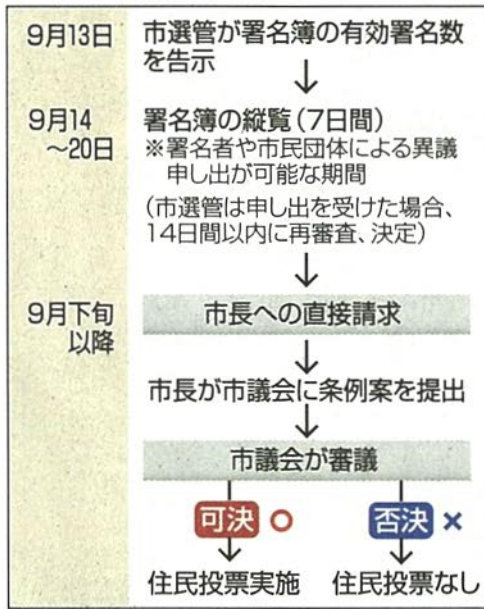 9月13日
市選管が署名簿の有効署名数
を告示
9月14
～20日
署名簿の縦覧（7日間）
※署名者や市民団体による異議
申し出が可能な期間
（市選管は申し出を受けた場合、
14日間以内に再審査、決定）
9月下旬
以降
市長への直接請求
市長が市議会に条例案を提出
市議会が審議
可決 ○
否決 ×
住民投票実施
住民投票なし